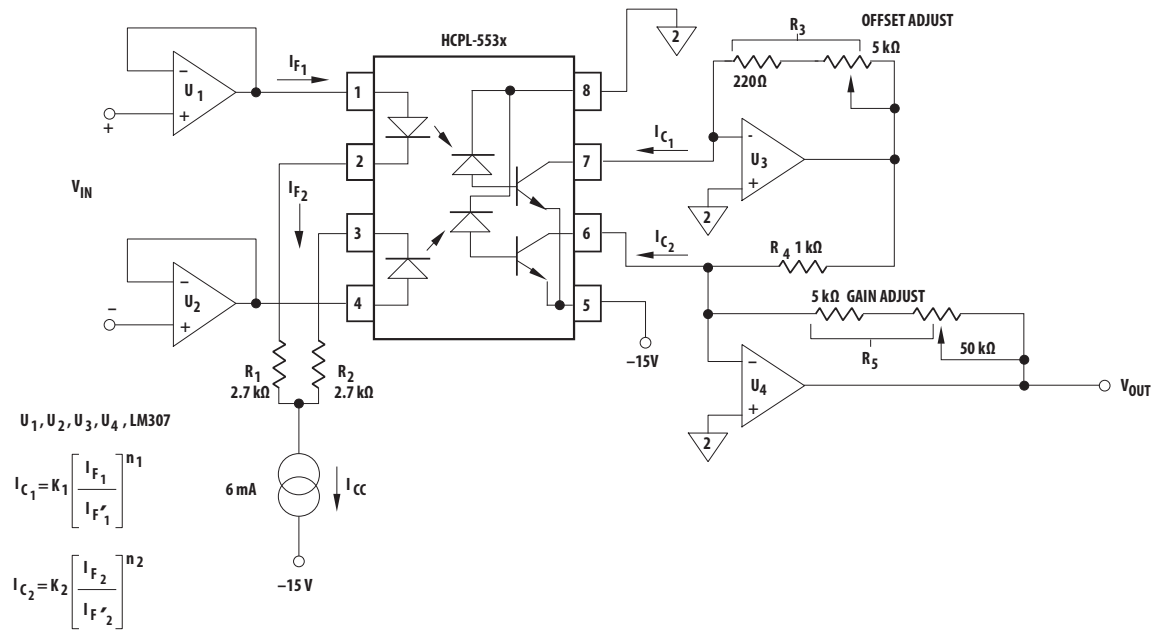 HCPL-553x
R3
OFFSET ADJUST
5 kΩ
220Ω
2
IF1
U1
−
+
+
1
8
IC1
2
7
U3
-
+
2
VIN
IF2
3
6
IC2
R4 1 kΩ
U2
−
+
−
4
5
−15V
5 kΩ GAIN ADJUST
R5
50 kΩ
R1
2.7 kΩ
R2
2.7 kΩ
U4
−
+
2
VOUT
U1, U2, U3, U4, LM307
IC1 = K1 [IF1 / IF′1]n1
6 mA
ICC
−15 V
IC2 = K2 [IF2 / IF′2]n2